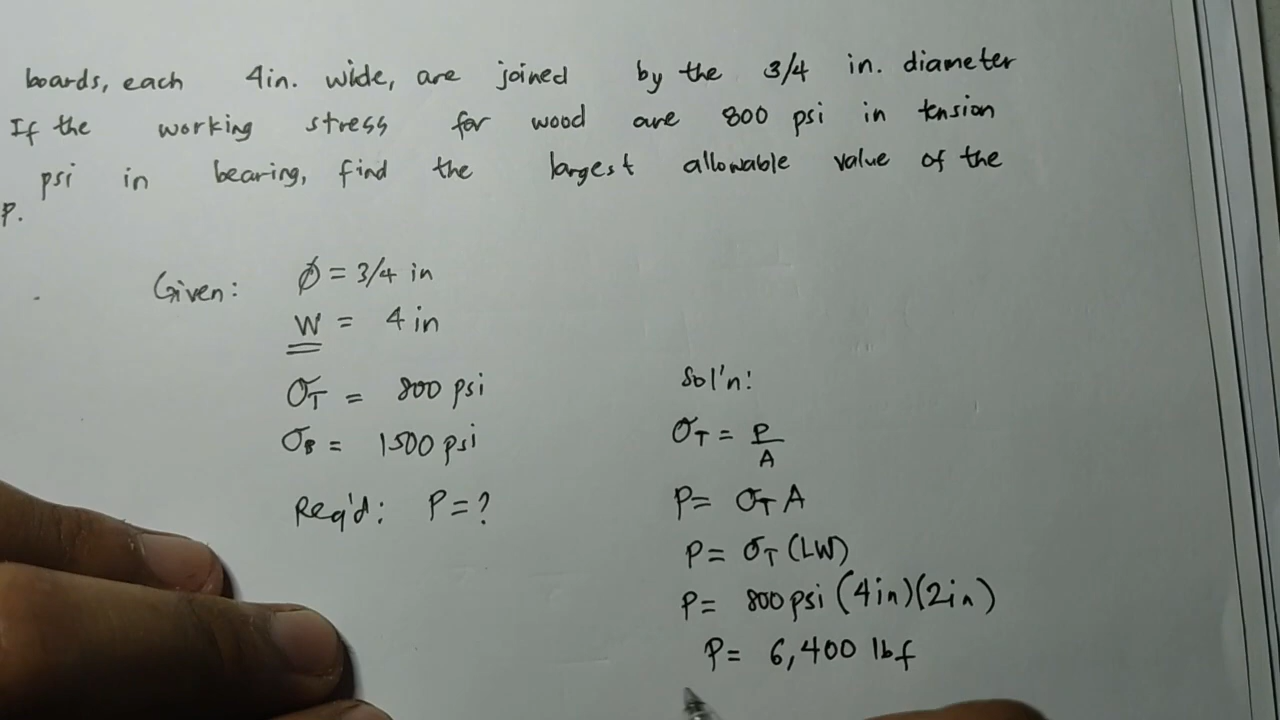 boards, each 4in. wide, are joined by the 3/4 in. diameter
If the working stress for wood are 800 psi in tension
psi in bearing, find the largest allowable value of the
P.
Given: Ø = 3/4 in
W = 4 in
σT = 800 psi
σB = 1500 psi
Req'd: P = ?
Sol'n:
σT = P/A
P = σT A
P = σT (LW)
P = 800 psi (4in)(2in)
P = 6,400 lbf